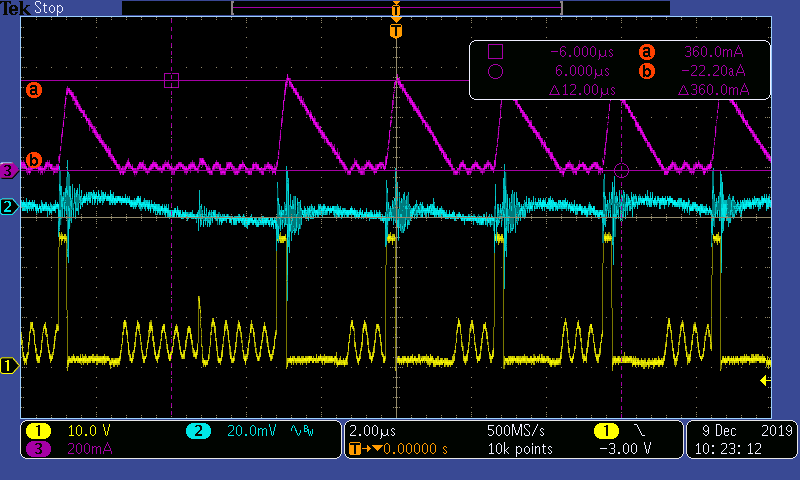 Tek Stop
T
T
−6.000µs a 360.0mA
6.000µs b −22.20aA
Δ12.00µs Δ360.0mA
a
b
3
2
1
1 10.0 V 2 20.0mV BW
3 200mA
2.00µs 500MS/s 1 −3.00 V
T→▼0.00000 s 10k points
9 Dec 2019
10:23:12